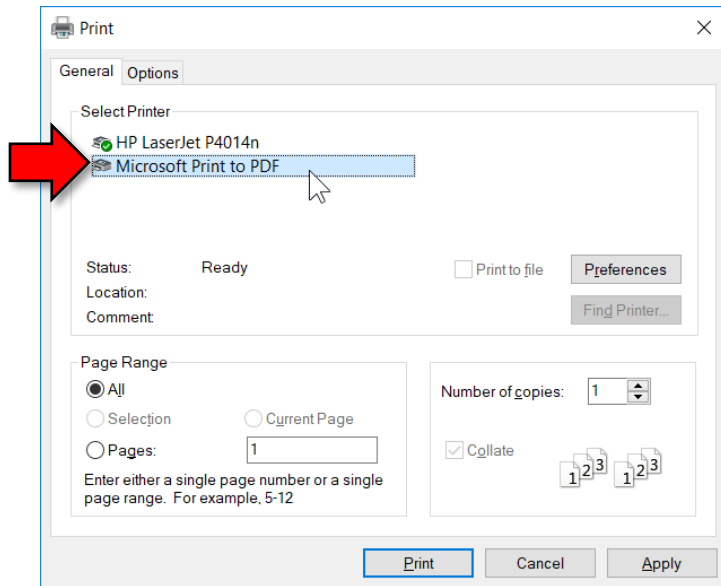 Print
General
Options
Select Printer
HP LaserJet P4014n
Microsoft Print to PDF
Status: Ready
Print to file
Preferences
Location:
Comment:
Find Printer...
Page Range
All
Selection
Current Page
Pages: 1
Enter either a single page number or a single
page range. For example, 5-12
Number of copies: 1
Collate
1 2 3 1 2 3
Print
Cancel
Apply